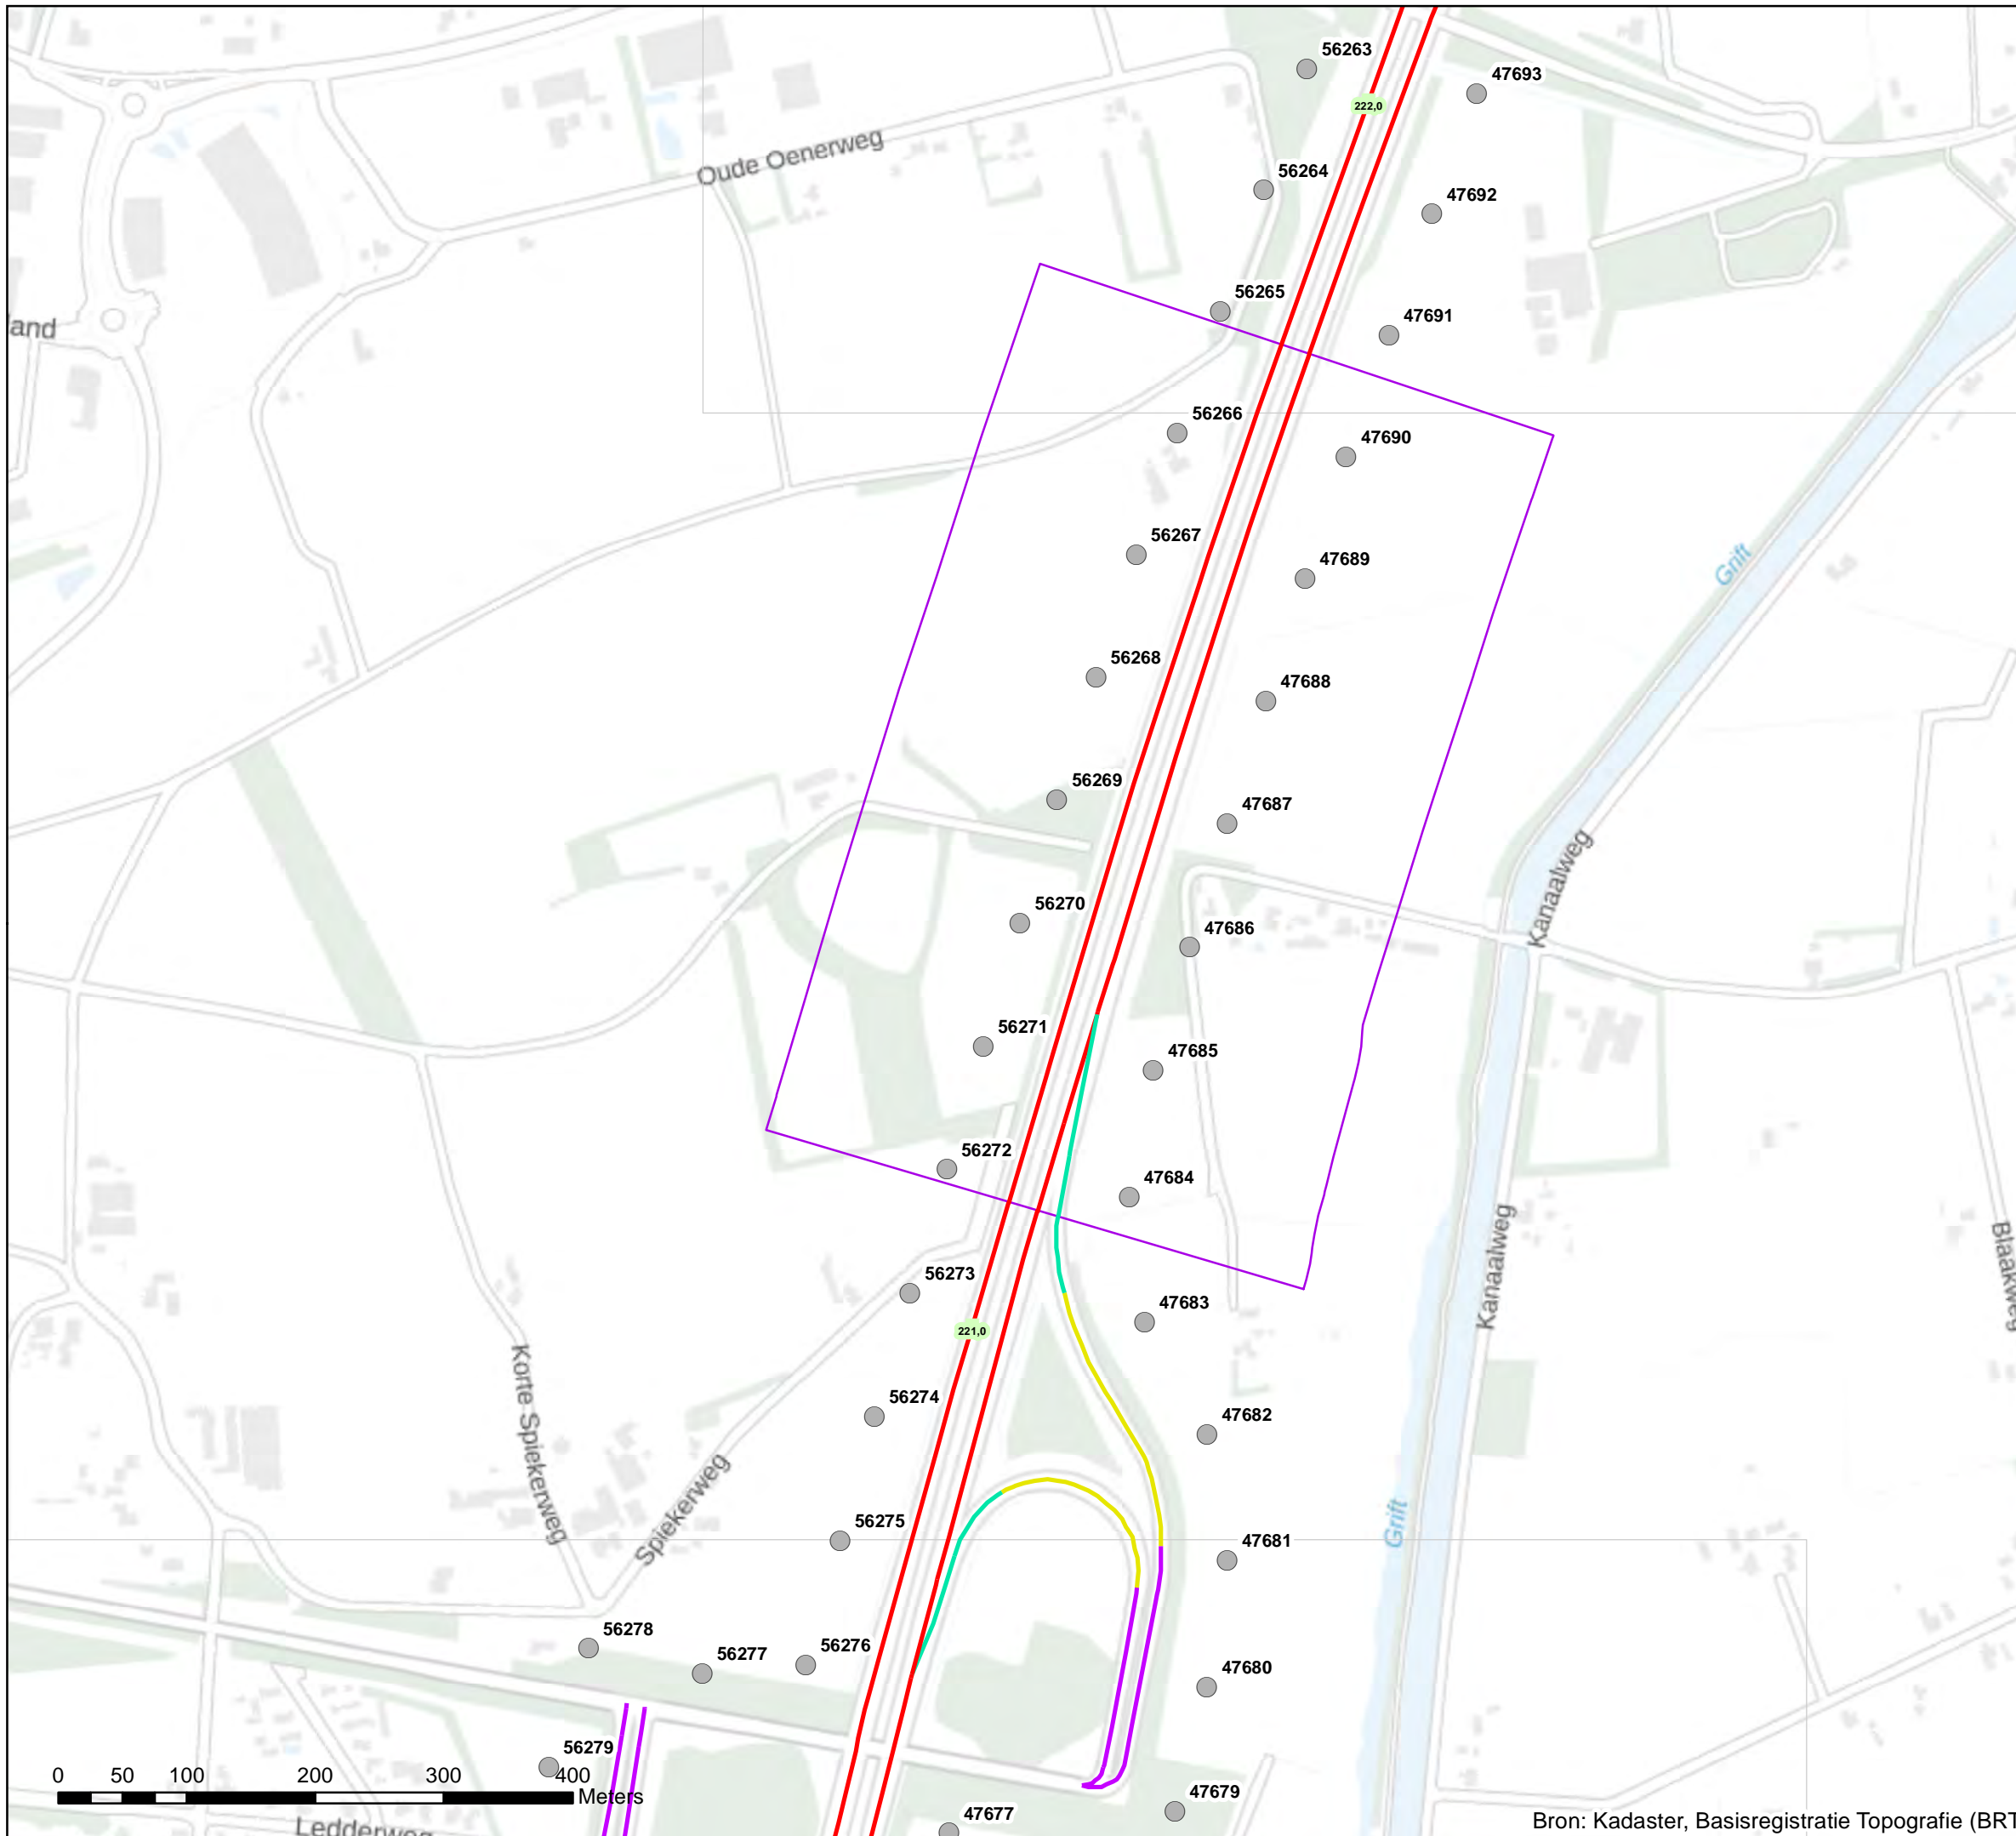 56263
47693
222,0
Oude Oenerweg
56264
47692
56265
47691
land
56266
47690
56267
47689
Grift
56268
47688
56269
47687
Kanaalweg
56270
47686
56271
47685
56272
47684
Kanaalweg
Blaakweg
56273
47683
221,0
Korte Spiekerweg
56274
47682
Spiekerweg
Grift
56275
47681
56278
56277
56276
47680
56279
0 50 100 200 300 400
Meters
47679
47677
Ledderweg
Bron: Kadaster, Basisregistratie Topografie (BRT